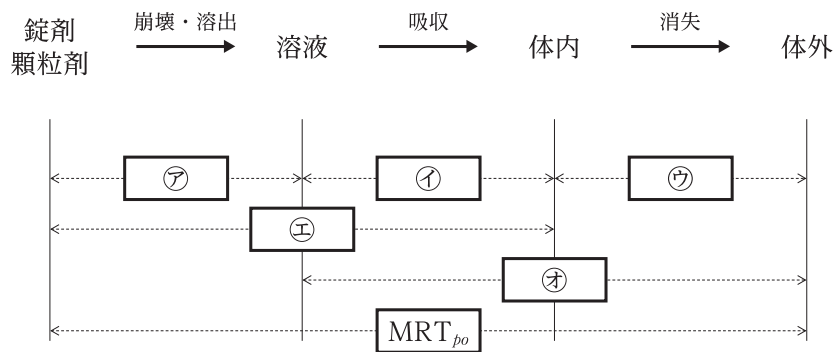 錠剤
顆粒剤
崩壊・溶出
溶液
吸収
体内
消失
体外
㋐
㋑
㋒
㋓
㋔
MRTpo